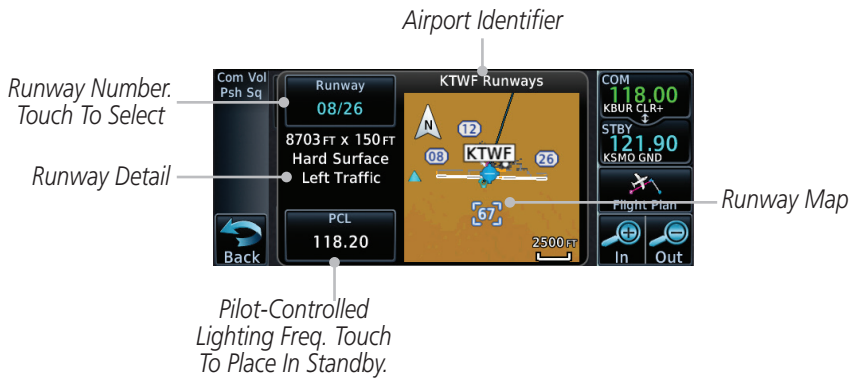 Airport Identifier
Runway Number.
Touch To Select
Runway Detail
Com Vol
Psh Sq
Back
Runway
08/26
8703 FT x 150 FT
Hard Surface
Left Traffic
PCL
118.20
KTWF Runways
N
12
08
KTWF
26
67
2500 FT
COM
118.00
KBUR CLR+
STBY
121.90
KSMO GND
Flight Plan
In
Out
Runway Map
Pilot-Controlled
Lighting Freq. Touch
To Place In Standby.